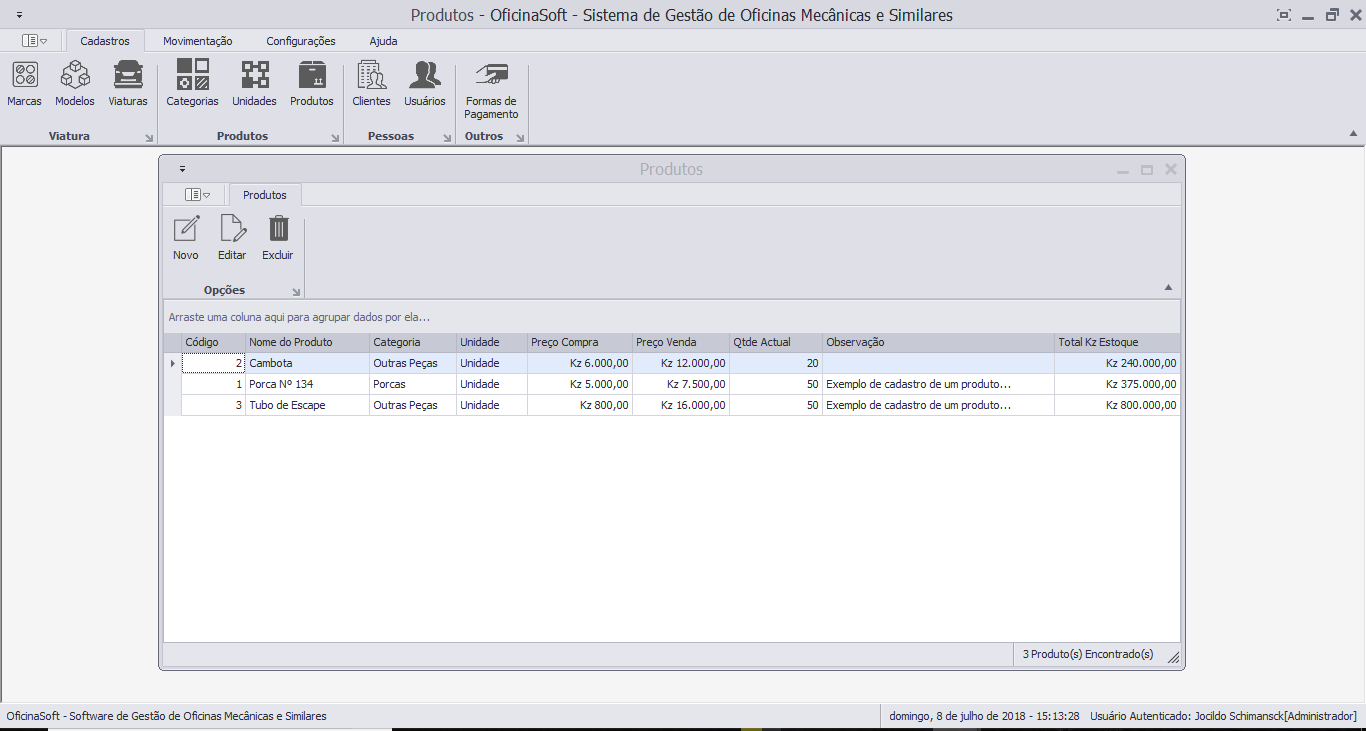 Produtos - OficinaSoft - Sistema de Gestão de Oficinas Mecânicas e Similares
Cadastros Movimentação Configurações Ajuda
Marcas Modelos Viaturas Categorias Unidades Produtos Clientes Usuários Formas de Pagamento
Viatura Produtos Pessoas Outros
Produtos
Produtos
Novo Editar Excluir
Opções
Arraste uma coluna aqui para agrupar dados por ela...
Código Nome do Produto Categoria Unidade Preço Compra Preço Venda Qtde Actual Observação Total Kz Estoque
2 Cambota Outras Peças Unidade Kz 6.000,00 Kz 12.000,00 20 Kz 240.000,00
1 Porca Nº 134 Porcas Unidade Kz 5.000,00 Kz 7.500,00 50 Exemplo de cadastro de um produto... Kz 375.000,00
3 Tubo de Escape Outras Peças Unidade Kz 800,00 Kz 16.000,00 50 Exemplo de cadastro de um produto... Kz 800.000,00
3 Produto(s) Encontrado(s)
OficinaSoft - Software de Gestão de Oficinas Mecânicas e Similares domingo, 8 de julho de 2018 - 15:13:28 Usuário Autenticado: Jocildo Schimansck[Administrador]